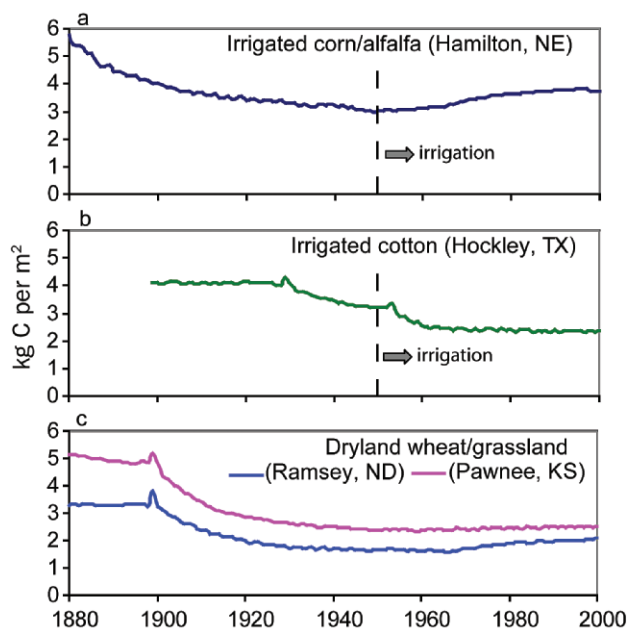 a
6
5
4
3
2
1
0
Irrigated corn/alfalfa (Hamilton, NE)
irrigation
b
6
5
4
3
2
1
0
Irrigated cotton (Hockley, TX)
irrigation
kg C per m²
c
6
5
4
3
2
1
0
Dryland wheat/grassland
(Ramsey, ND) (Pawnee, KS)
1880 1900 1920 1940 1960 1980 2000